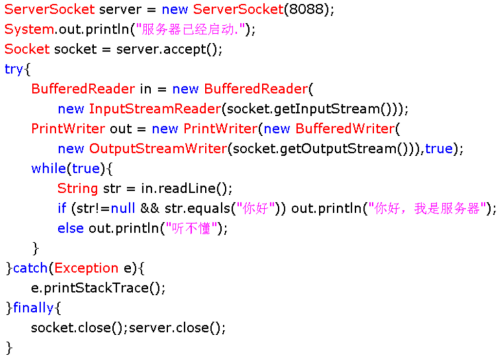 ServerSocket server = new ServerSocket(8088);
System.out.println("服务器已经启动.");
Socket socket = server.accept();
try{
BufferedReader in = new BufferedReader(
new InputStreamReader(socket.getInputStream()));
PrintWriter out = new PrintWriter(new BufferedWriter(
new OutputStreamWriter(socket.getOutputStream())),true);
while(true){
String str = in.readLine();
if (str!=null && str.equals("你好")) out.println("你好，我是服务器");
else out.println("听不懂");
}
}catch(Exception e){
e.printStackTrace();
}finally{
socket.close();server.close();
}